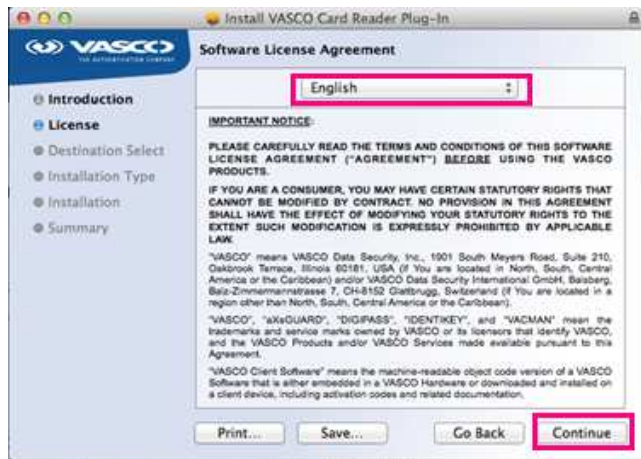 Install VASCO Card Reader Plug-In
VASCO
THE AUTHENTICATION COMPANY
Software License Agreement
Introduction
License
Destination Select
Installation Type
Installation
Summary
English
IMPORTANT NOTICE:
PLEASE CAREFULLY READ THE TERMS AND CONDITIONS OF THIS SOFTWARE
LICENSE AGREEMENT ("AGREEMENT") BEFORE USING THE VASCO
PRODUCTS.
IF YOU ARE A CONSUMER, YOU MAY HAVE CERTAIN STATUTORY RIGHTS THAT
CANNOT BE MODIFIED BY CONTRACT. NO PROVISION IN THIS AGREEMENT
SHALL HAVE THE EFFECT OF MODIFYING YOUR STATUTORY RIGHTS TO THE
EXTENT SUCH MODIFICATION IS EXPRESSLY PROHIBITED BY APPLICABLE
LAW.
"VASCO" means VASCO Data Security, Inc., 1901 South Meyers Road, Suite 210,
Oakbrook Terrace, Illinois 60181, USA (if You are located in North, South, Central
America or the Caribbean) and/or VASCO Data Security International GmbH, Balsberg,
Balz-Zimmermannstrasse 7, CH-8152 Glattbrugg, Switzerland (if You are located in a
region other than North, South, Central America or the Caribbean).
"VASCO", "aXsGUARD", "DIGIPASS", "IDENTIKEY", and "VACMAN" mean the
trademarks and service marks owned by VASCO or its licensors that identify VASCO,
and the VASCO Products and/or VASCO Services made available pursuant to this
Agreement.
"VASCO Client Software" means the machine-readable object code version of a VASCO
Software that is either embedded in a VASCO Hardware or downloaded and installed on
a client device, including activation codes and related documentation.
Print...
Save...
Go Back
Continue